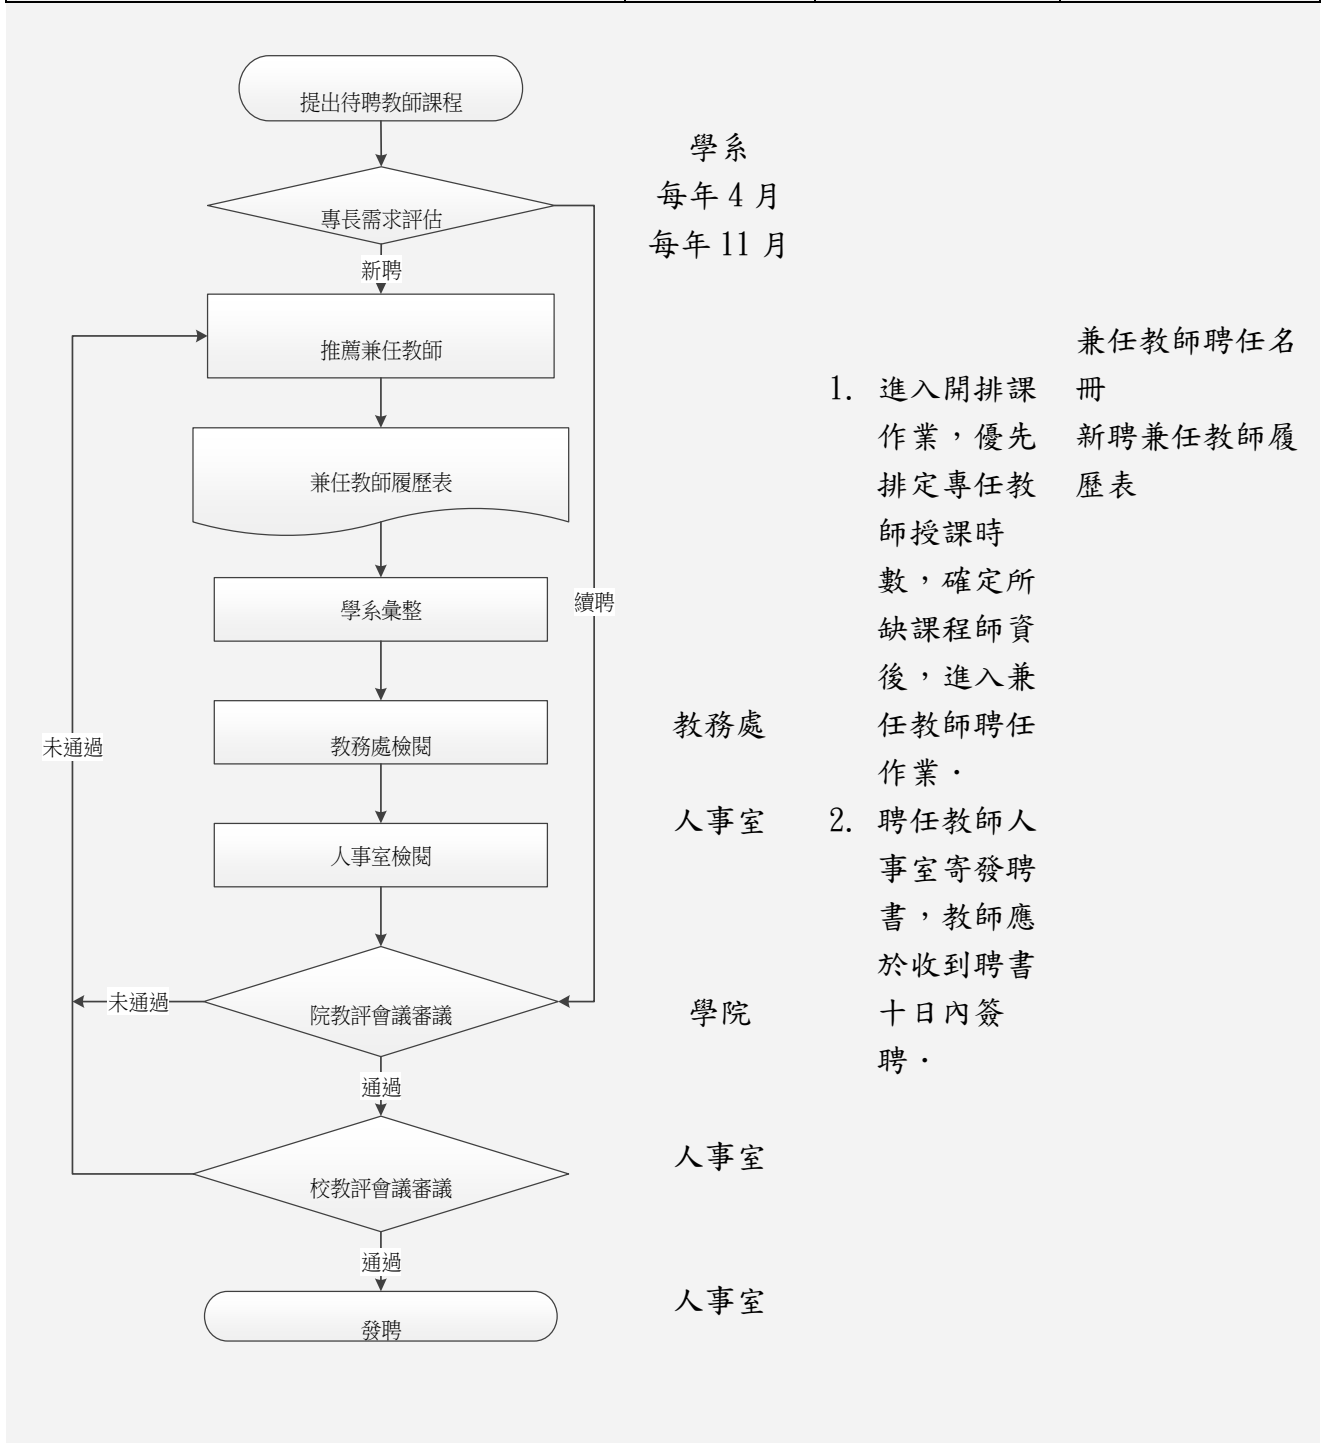 提出待聘教師課程
專長需求評估
新聘
推薦兼任教師
兼任教師履歷表
學系彙整
續聘
教務處檢閱
未通過
人事室檢閱
未通過
院教評會議審議
通過
校教評會議審議
通過
發聘
學系
每年 4 月
每年 11 月
教務處
人事室
學院
人事室
人事室
1. 進入開排課
作業，優先
排定專任教
師授課時
數，確定所
缺課程師資
後，進入兼
任教師聘任
作業．
2. 聘任教師人
事室寄發聘
書，教師應
於收到聘書
十日內簽
聘．
兼任教師聘任名
冊
新聘兼任教師履
歷表